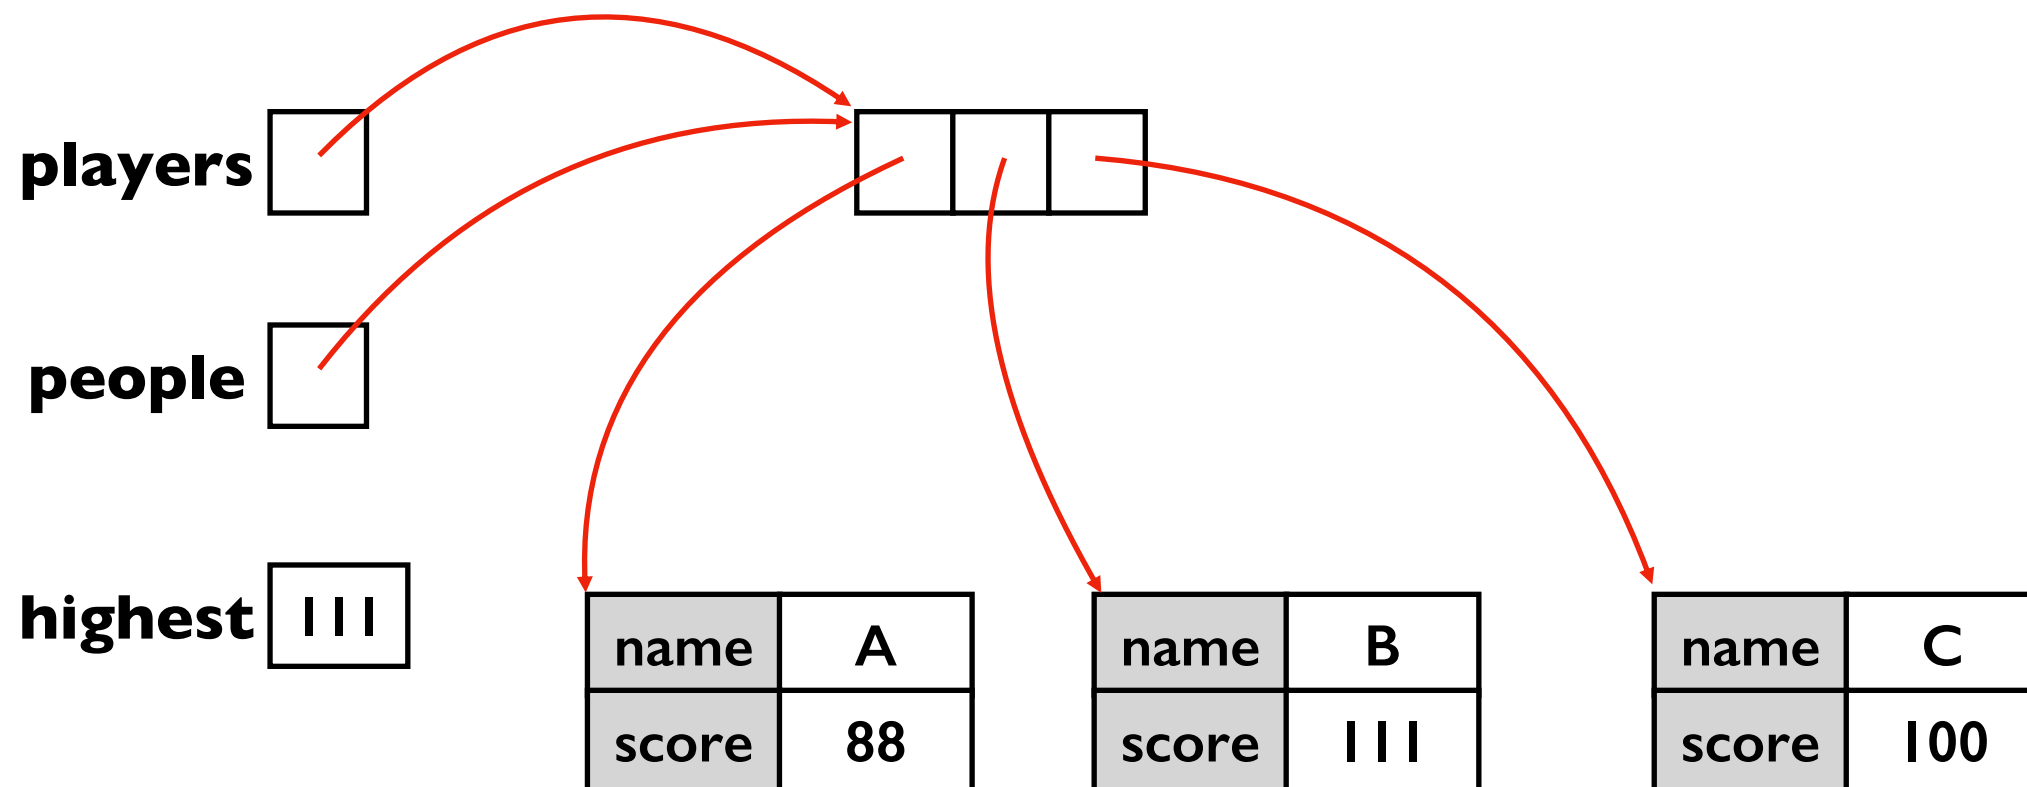 players
people
highest 111
name A
score 88
name B
score 111
name C
score 100